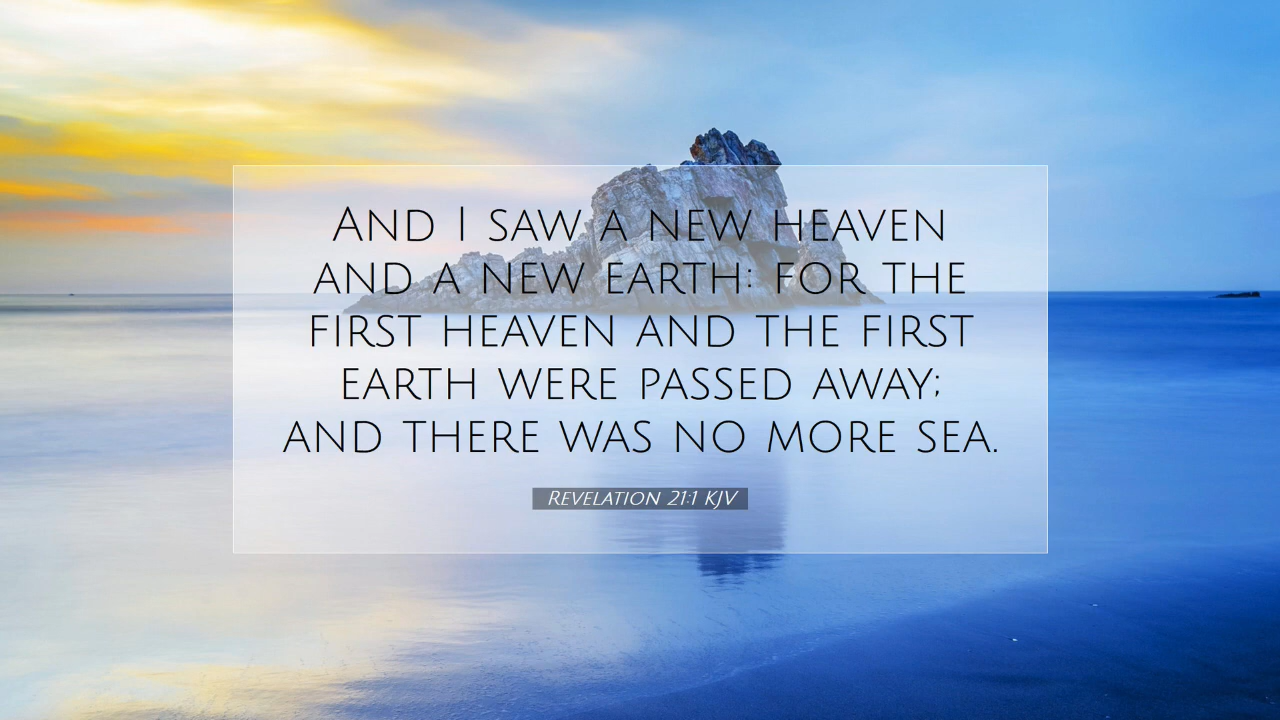 And I saw a new heaven
and a new earth: for the
first heaven and the first
earth were passed away;
and there was no more sea.
Revelation 21:1 KJV